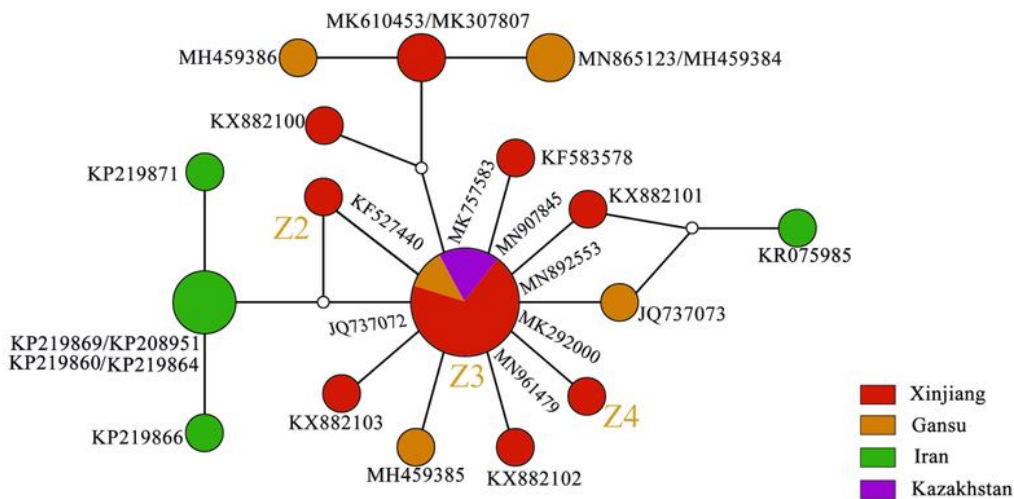 MK610453/MK307807
MH459386
MN865123/MH459384
KX882100
KF583578
KP219871
MK757583
KX882101
KF527440
MN907845
Z2
MN892553
KR075985
JQ737072
JQ737073
MK292000
KP219869/KP208951
KP219860/KP219864
MN961479
Z3
Z4
KX882103
KP219866
MH459385
KX882102
Xinjiang
Gansu
Iran
Kazakhstan